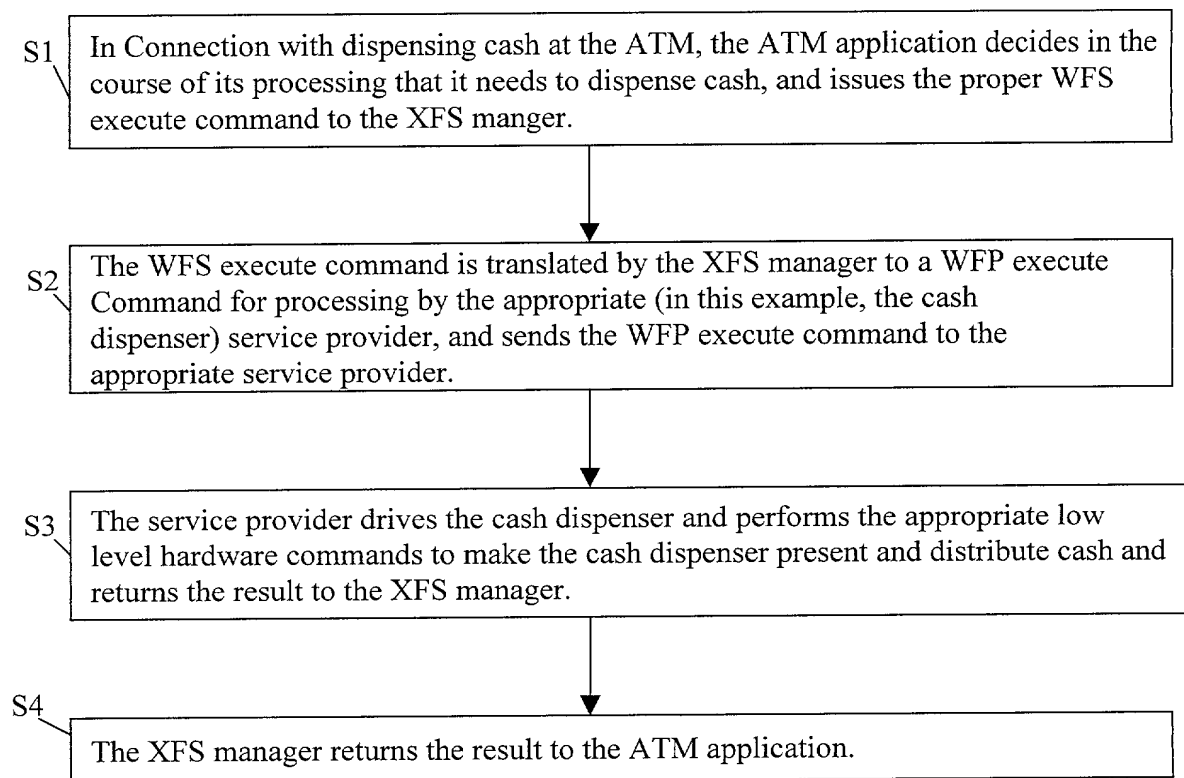 S1
In Connection with dispensing cash at the ATM, the ATM application decides in the
course of its processing that it needs to dispense cash, and issues the proper WFS
execute command to the XFS manger.
S2
The WFS execute command is translated by the XFS manager to a WFP execute
Command for processing by the appropriate (in this example, the cash
dispenser) service provider, and sends the WFP execute command to the
appropriate service provider.
S3
The service provider drives the cash dispenser and performs the appropriate low
level hardware commands to make the cash dispenser present and distribute cash and
returns the result to the XFS manager.
S4
The XFS manager returns the result to the ATM application.